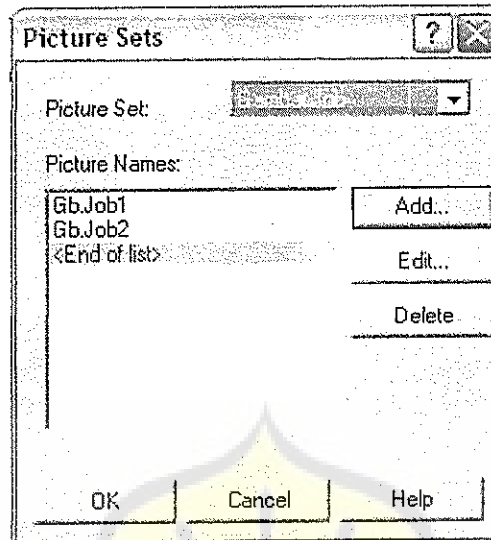 Picture Sets
Picture Set:
Picture Names:
Gb.Job1
Gb.Job2
<End of list>
Add...
Edit...
Delete
OK
Cancel
Help